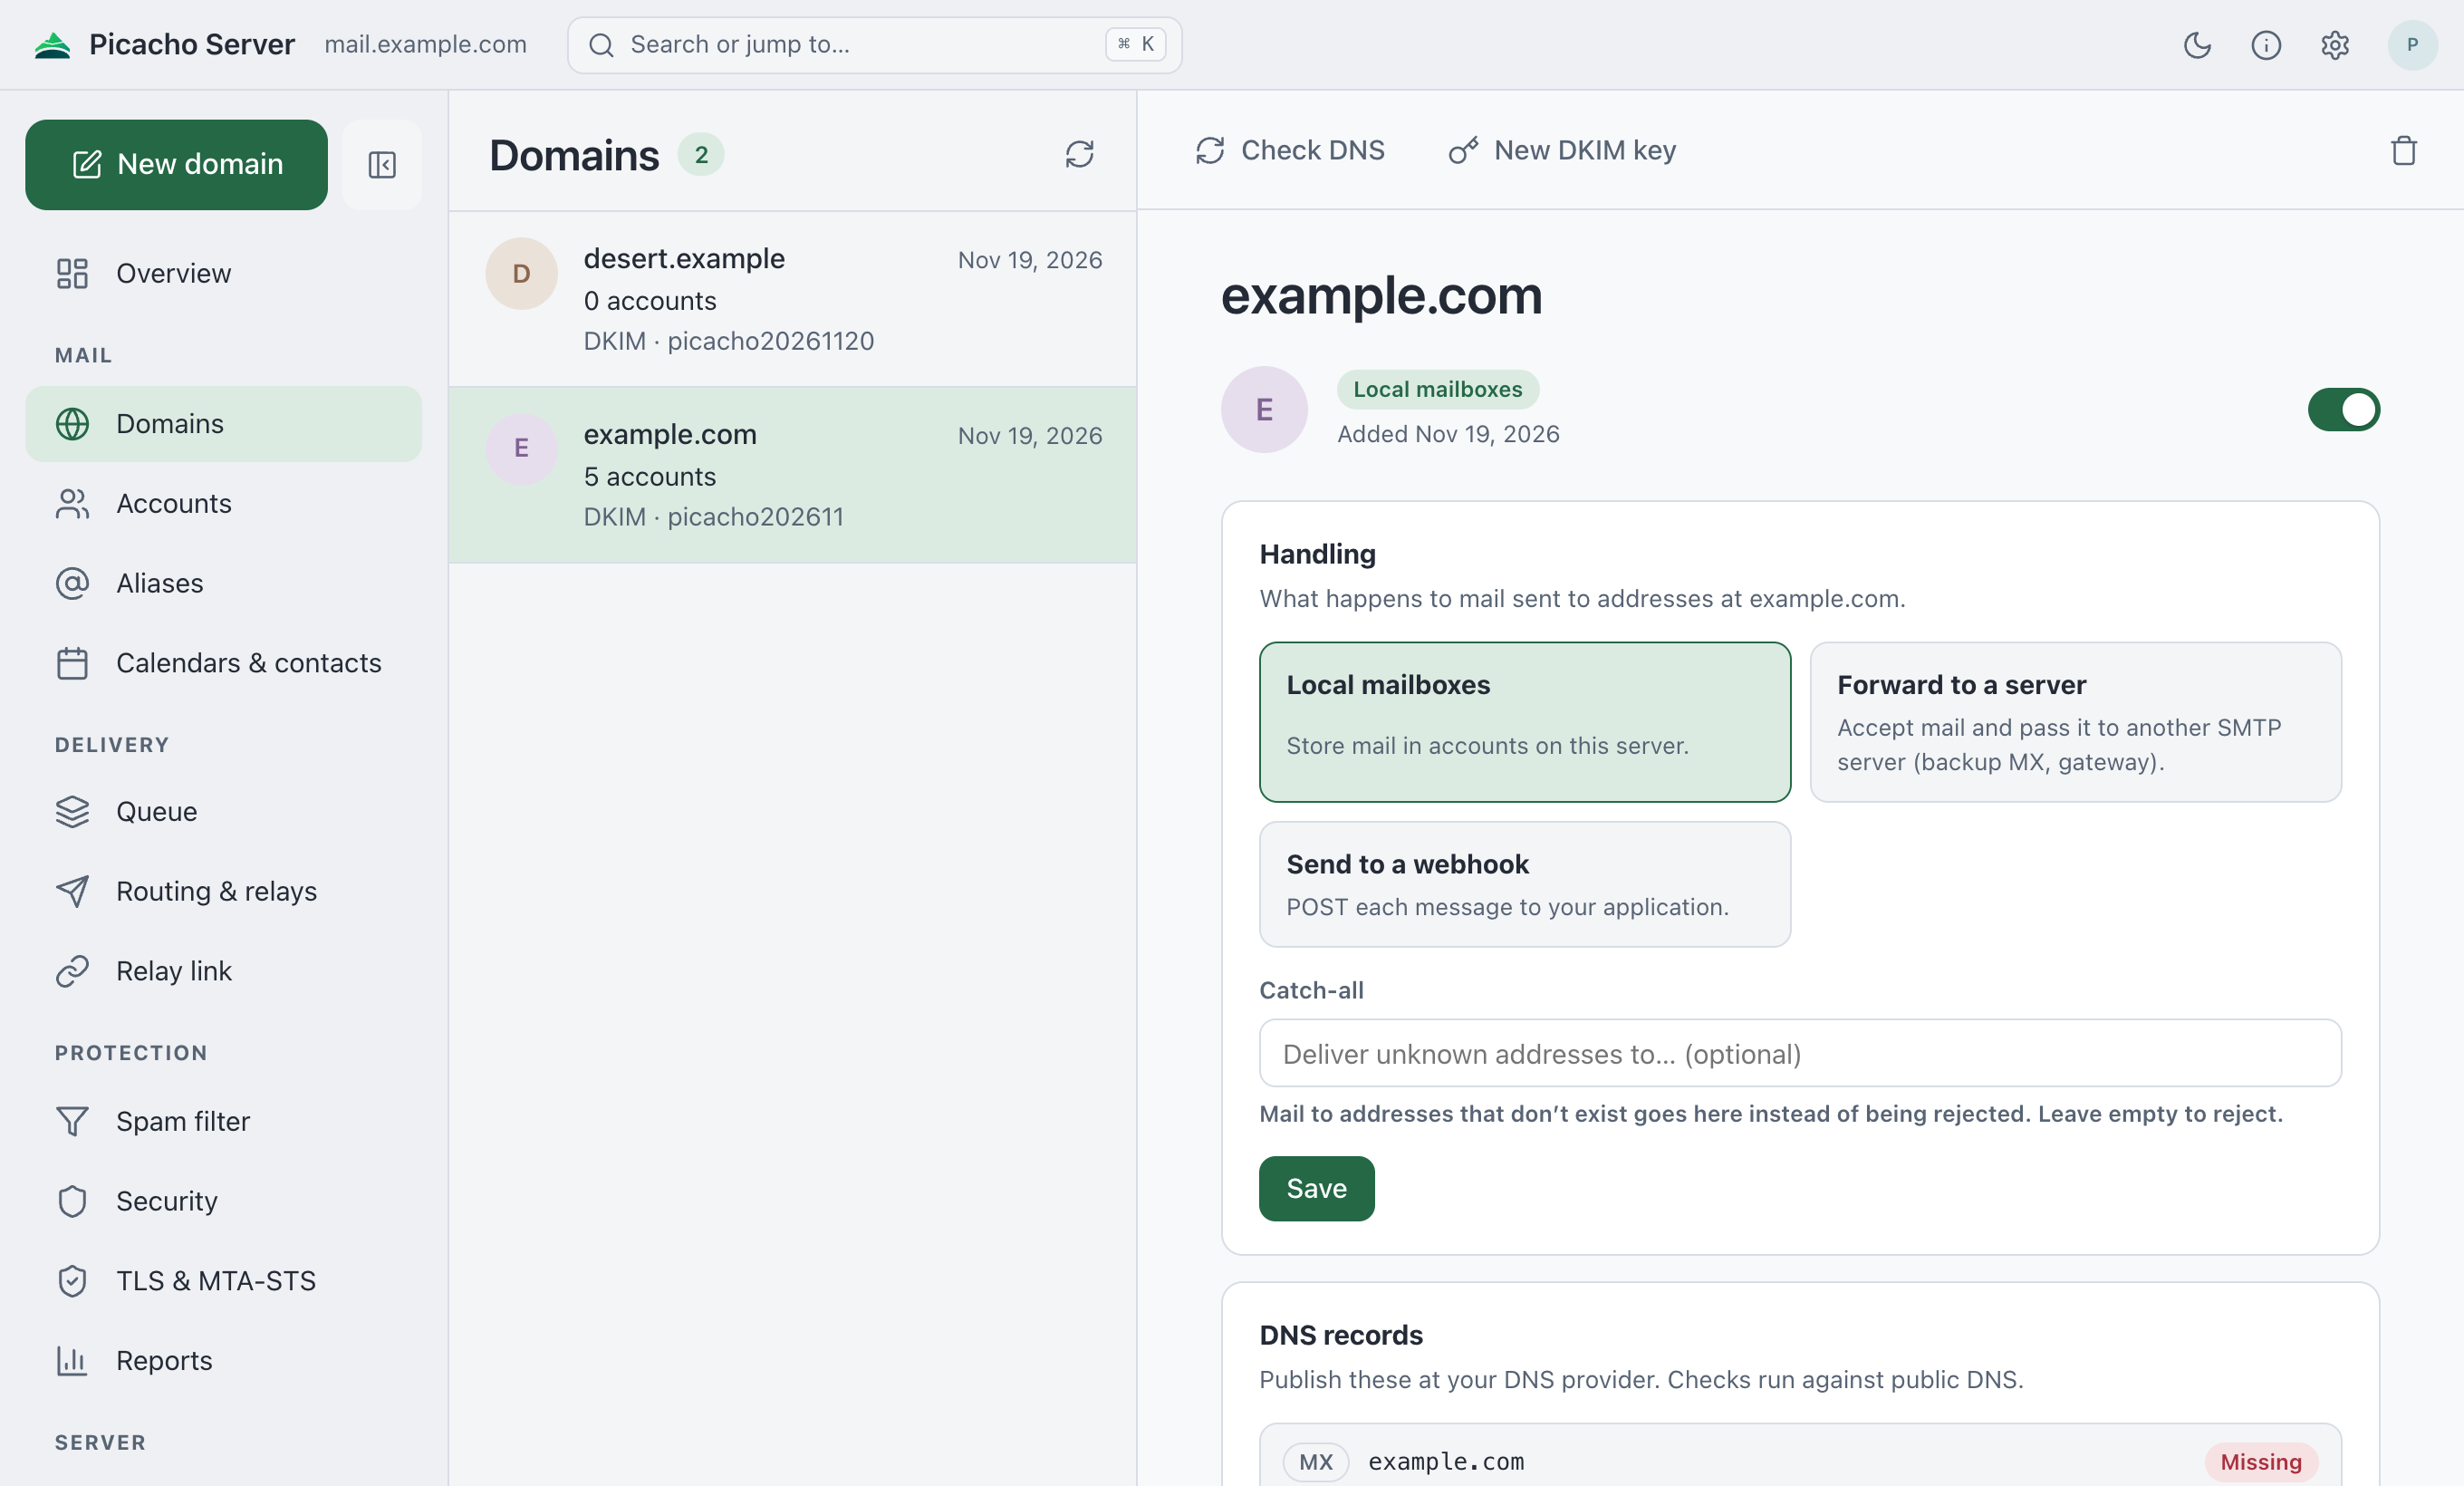 Picacho Server
mail.example.com
Search or jump to...
⌘ K
P
New domain
Overview
MAIL
Domains
Accounts
Aliases
Calendars & contacts
DELIVERY
Queue
Routing & relays
Relay link
PROTECTION
Spam filter
Security
TLS & MTA-STS
Reports
SERVER
Domains 2
D
desert.example
Nov 19, 2026
0 accounts
DKIM · picacho20261120
E
example.com
Nov 19, 2026
5 accounts
DKIM · picacho202611
Check DNS
New DKIM key
example.com
E
Local mailboxes
Added Nov 19, 2026
Handling
What happens to mail sent to addresses at example.com.
Local mailboxes
Store mail in accounts on this server.
Forward to a server
Accept mail and pass it to another SMTP
server (backup MX, gateway).
Send to a webhook
POST each message to your application.
Catch-all
Deliver unknown addresses to... (optional)
Mail to addresses that don’t exist goes here instead of being rejected. Leave empty to reject.
Save
DNS records
Publish these at your DNS provider. Checks run against public DNS.
MX
example.com
Missing